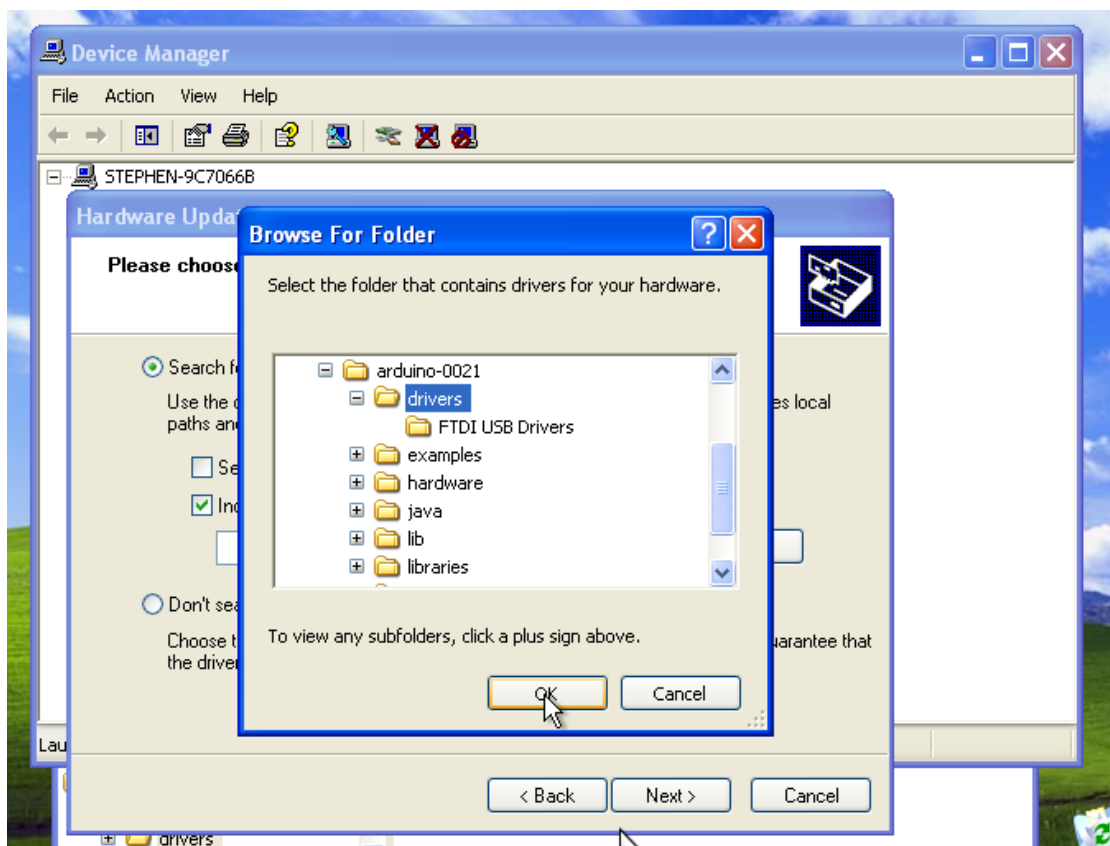 Device Manager
File Action View Help
STEPHEN-9C7066B
Hardware Upda
Browse For Folder
Please choose
Select the folder that contains drivers for your hardware.
Search f
arduino-0021
Use the
drivers
es local
paths an
FTDI USB Drivers
Se
examples
hardware
Inc
java
lib
libraries
Don't sea
Choose t
To view any subfolders, click a plus sign above.
uarantee that
the driver
OK Cancel
Lau
< Back Next > Cancel
drivers